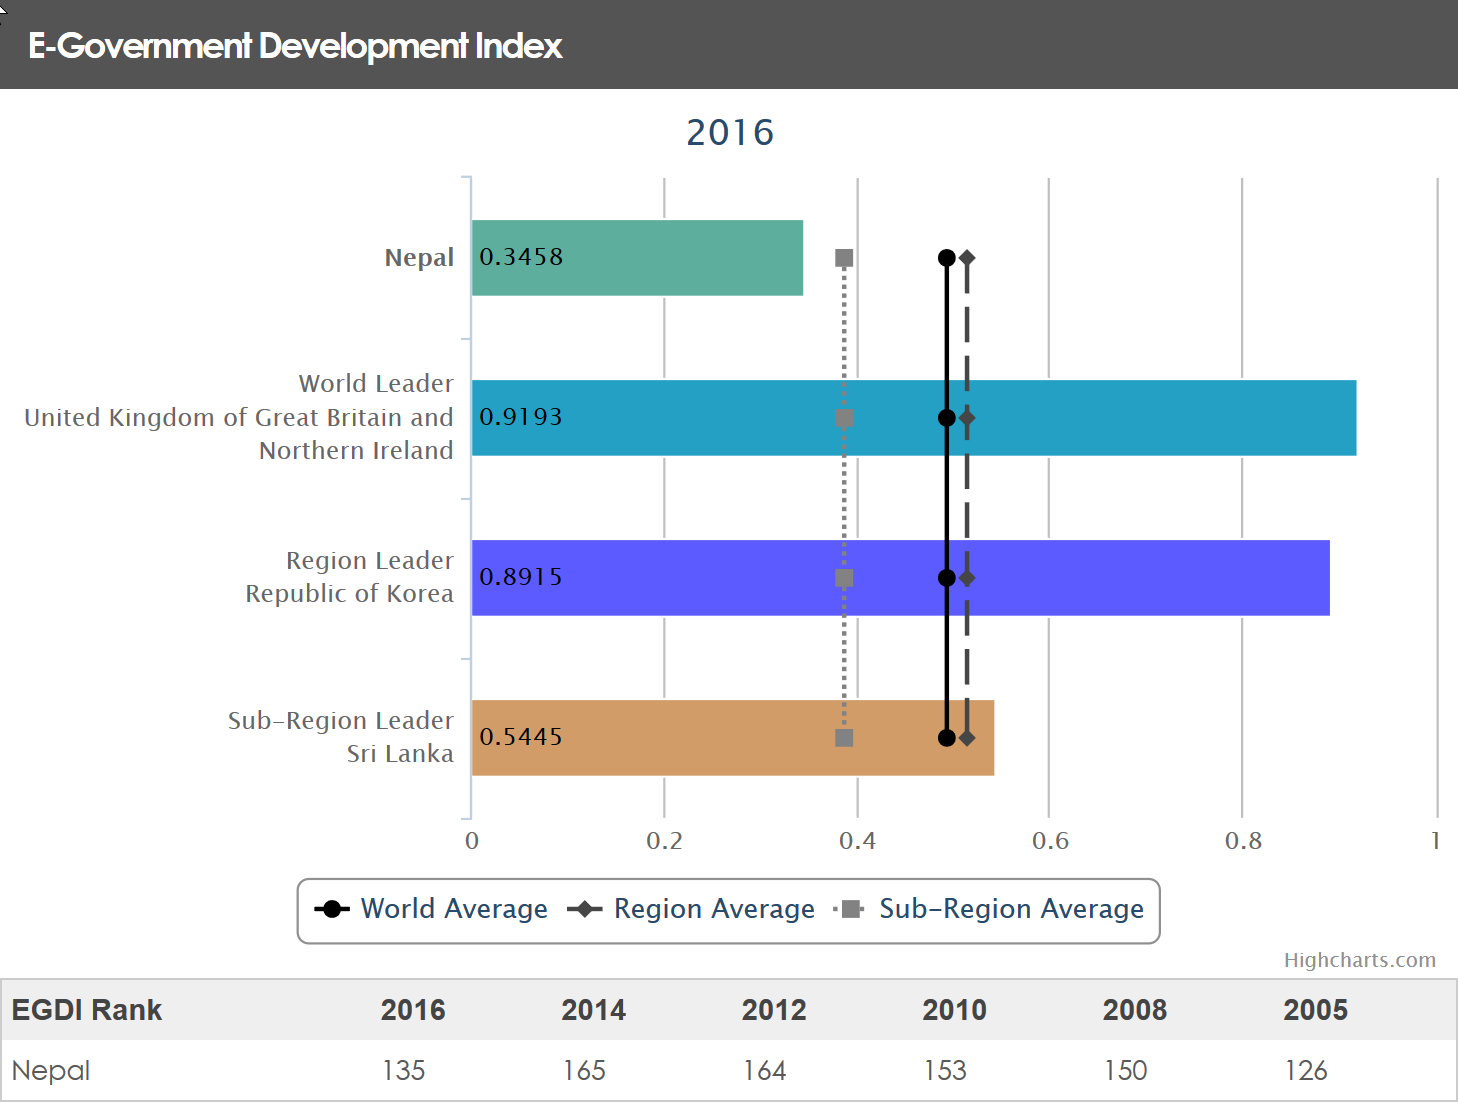 E-Government Development Index
2016
Nepal
0.3458
World Leader
United Kingdom of Great Britain and
Northern Ireland
0.9193
Region Leader
Republic of Korea
0.8915
Sub-Region Leader
Sri Lanka
0.5445
0 0.2 0.4 0.6 0.8 1
World Average Region Average Sub-Region Average
Highcharts.com
EGDI Rank 2016 2014 2012 2010 2008 2005
Nepal 135 165 164 153 150 126